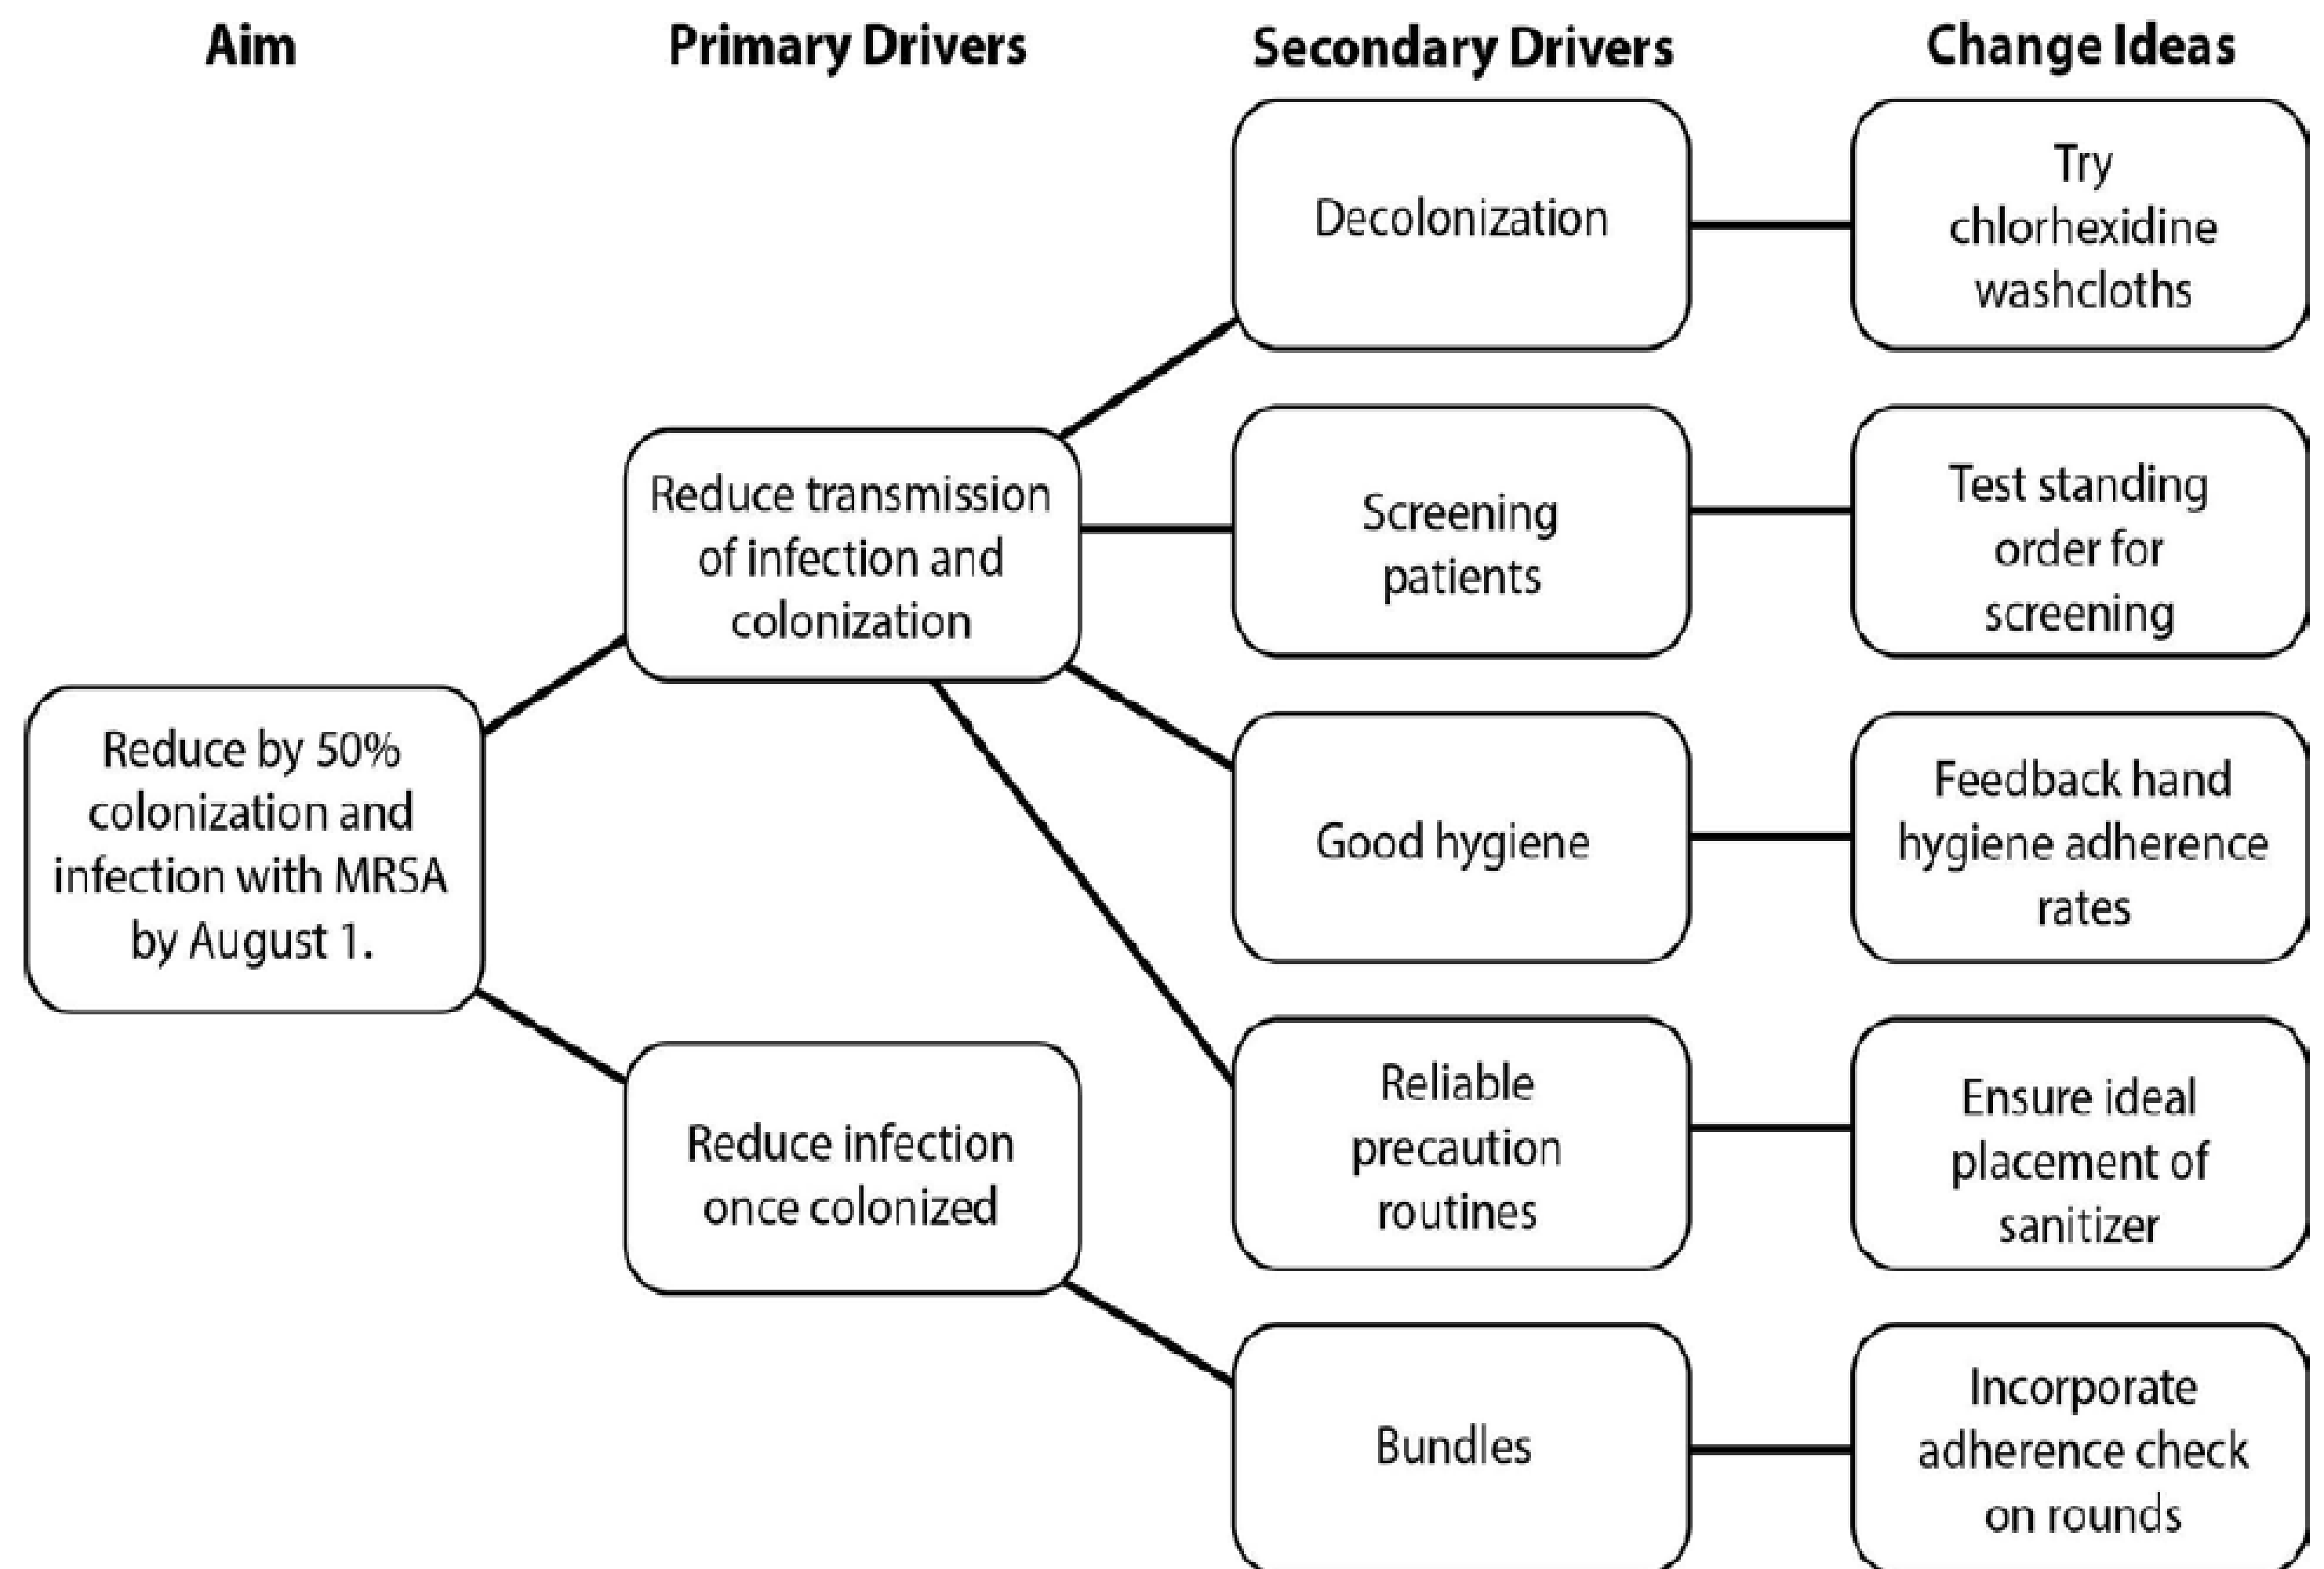 Aim
Primary Drivers
Secondary Drivers
Change Ideas
Reduce by 50%
colonization and
infection with MRSA
by August 1.
Reduce transmission
of infection and
colonization
Reduce infection
once colonized
Decolonization
Screening
patients
Good hygiene
Reliable
precaution
routines
Bundles
Try
chlorhexidine
washcloths
Test standing
order for
screening
Feedback hand
hygiene adherence
rates
Ensure ideal
placement of
sanitizer
Incorporate
adherence check
on rounds